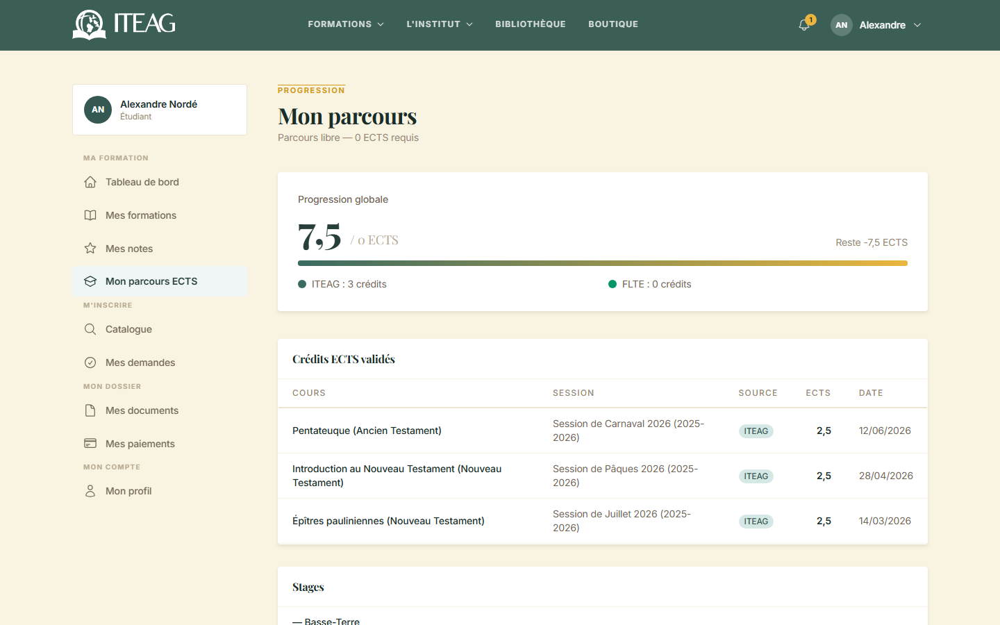 ITEAG
FORMATIONS
L'INSTITUT
BIBLIOTHÈQUE
BOUTIQUE
1
AN
Alexandre
AN
Alexandre Nordé
Étudiant
MA FORMATION
Tableau de bord
Mes formations
Mes notes
Mon parcours ECTS
M'INSCRIRE
Catalogue
Mes demandes
MON DOSSIER
Mes documents
Mes paiements
MON COMPTE
Mon profil
PROGRESSION
Mon parcours
Parcours libre — 0 ECTS requis
Progression globale
7,5 / 0 ECTS
Reste -7,5 ECTS
ITEAG : 3 crédits
FLTE : 0 crédits
Crédits ECTS validés
COURS SESSION SOURCE ECTS DATE
Pentateuque (Ancien Testament)
Session de Carnaval 2026 (2025-
2026)
ITEAG
2,5
12/06/2026
Introduction au Nouveau Testament (Nouveau
Testament)
Session de Pâques 2026 (2025-
2026)
ITEAG
2,5
28/04/2026
Épîtres pauliniennes (Nouveau Testament)
Session de Juillet 2026 (2025-
2026)
ITEAG
2,5
14/03/2026
Stages
— Basse-Terre